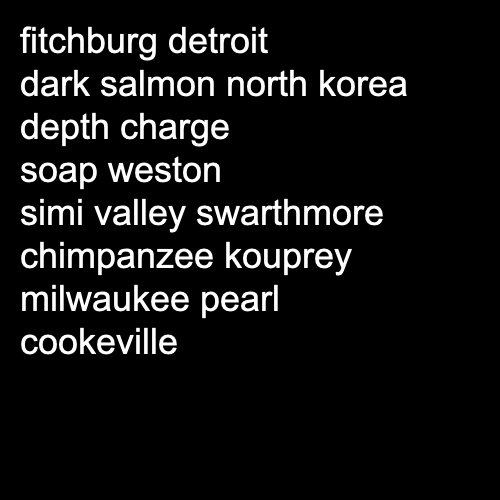 fitchburg detroit
dark salmon north korea
depth charge
soap weston
simi valley swarthmore
chimpanzee kouprey
milwaukee pearl
cookeville